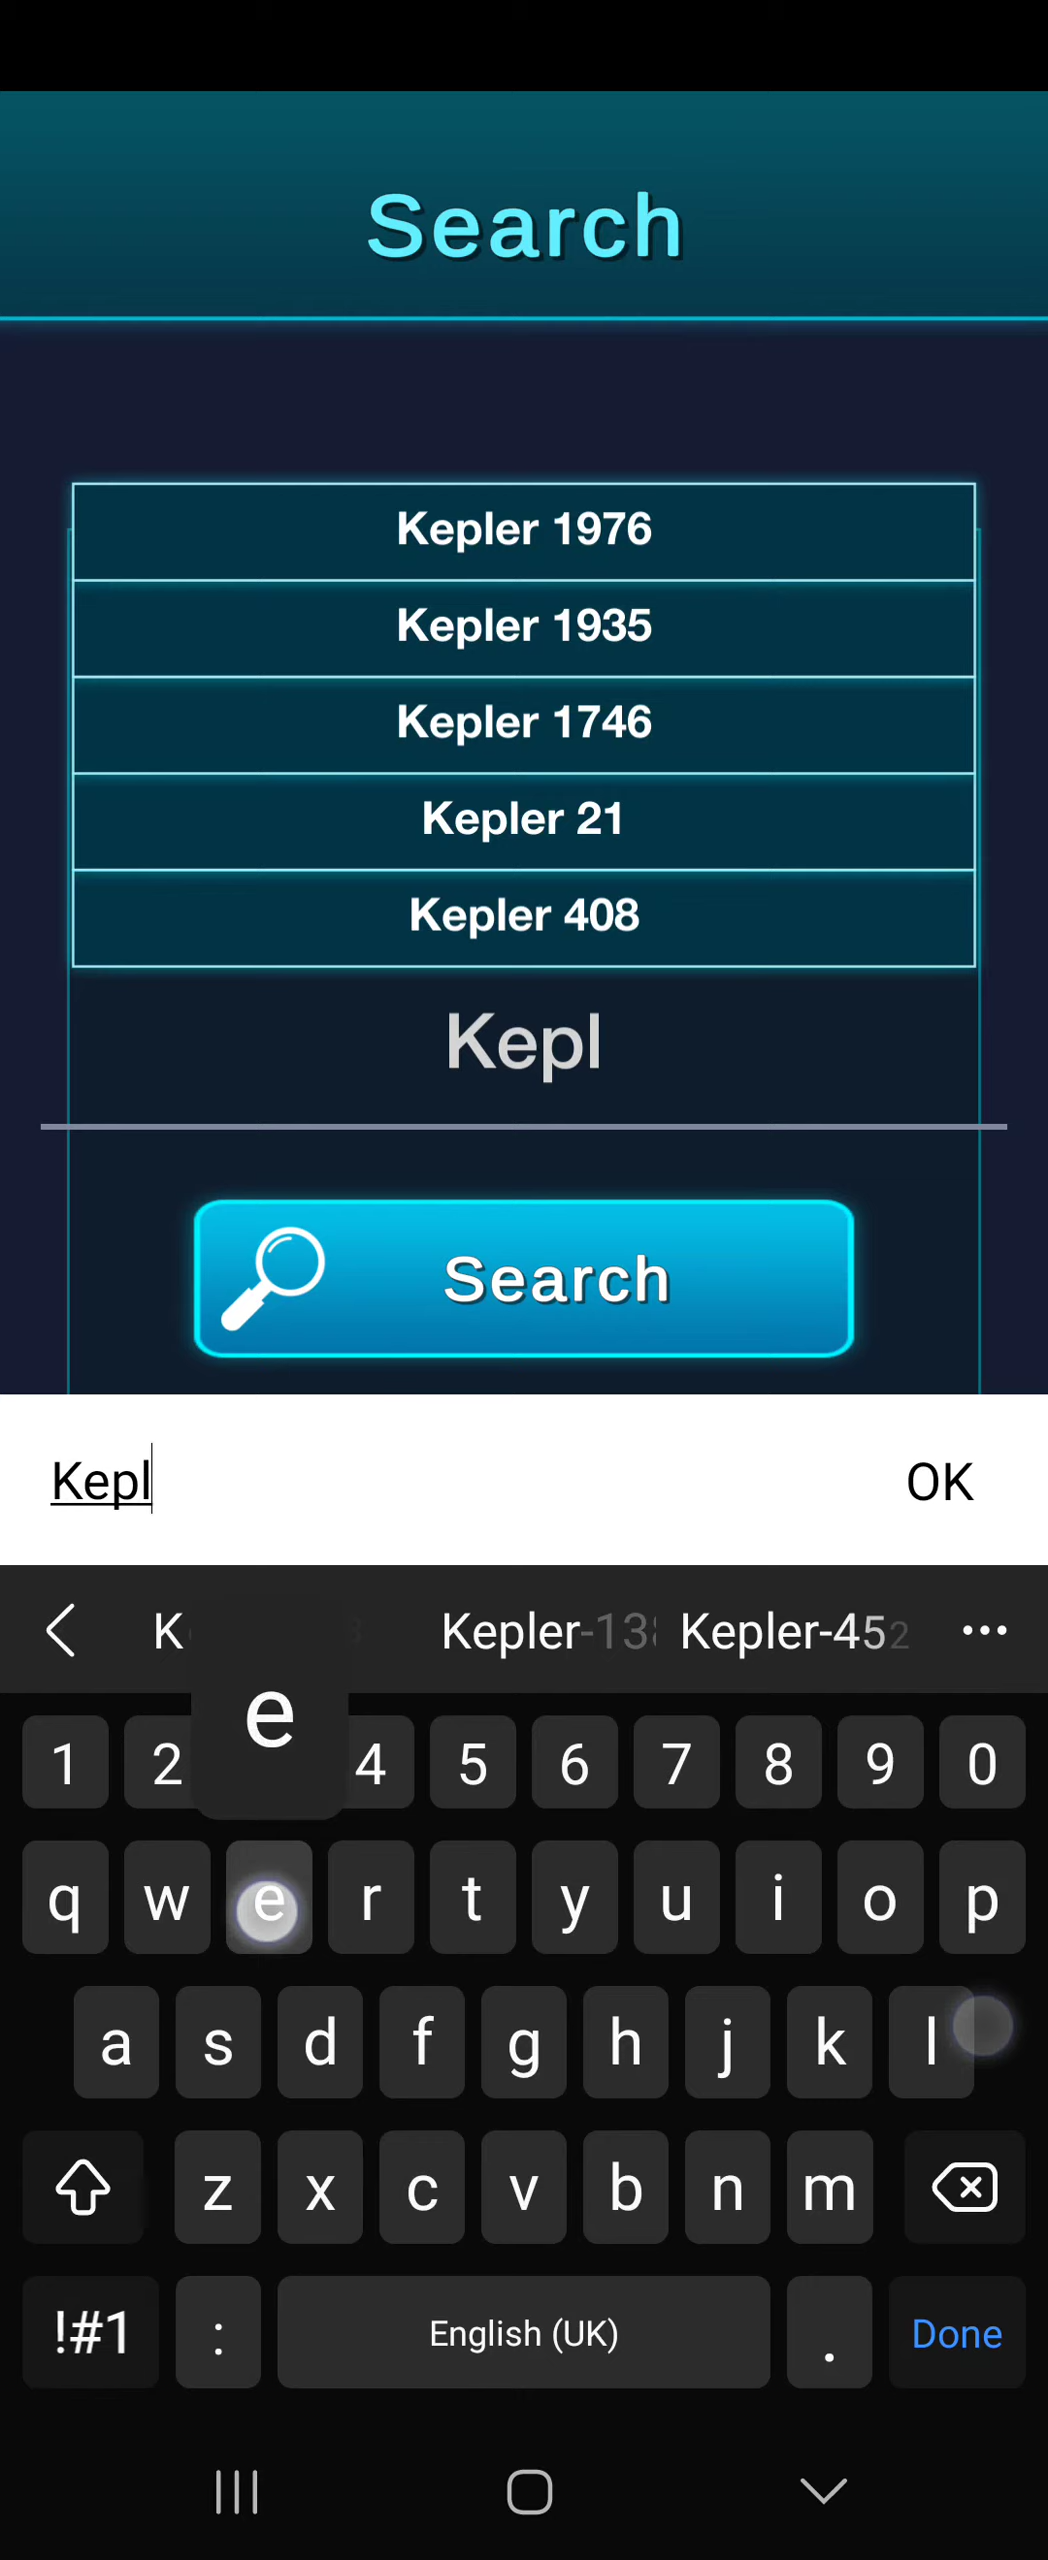 Search
Kepler 1976
Kepler 1935
Kepler 1746
Kepler 21
Kepler 408
Kepl
Search
Kepl
OK
K
Kepler-13
Kepler-452
e
1 2 4 5 6 7 8 9 0
q w e r t y u i o p
a s d f g h j k l
z x c v b n m
!#1 : English (UK) . Done